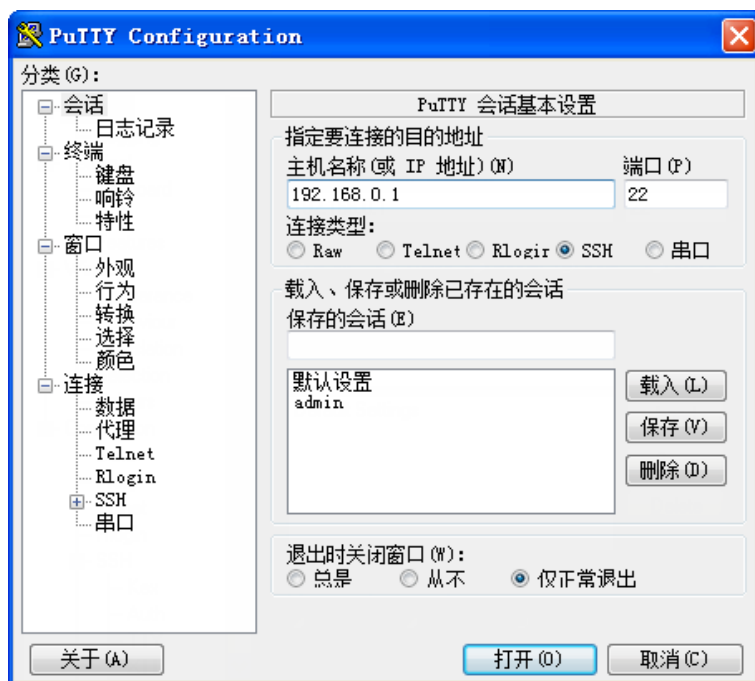 PuTTY Configuration
分类(G):
会话
日志记录
终端
键盘
响铃
特性
窗口
外观
行为
转换
选择
颜色
连接
数据
代理
Telnet
Rlogin
SSH
串口
PuTTY 会话基本设置
指定要连接的目的地址
主机名称(或 IP 地址)(N) 端口(P)
192.168.0.1 22
连接类型:
Raw Telnet Rlogir SSH 串口
载入、保存或删除已存在的会话
保存的会话(E)
默认设置
admin
载入(L)
保存(V)
删除(D)
退出时关闭窗口(W):
总是 从不 仅正常退出
关于(A) 打开(O) 取消(C)